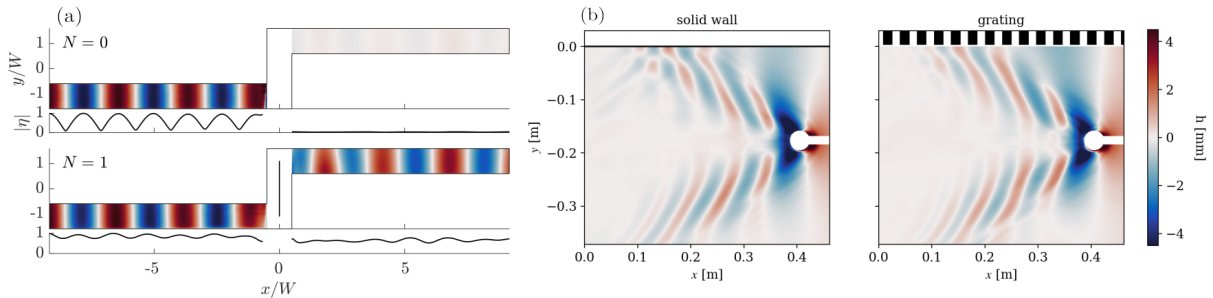 (a)
N = 0
y/W
1
0
-1
|η|
1
0
N = 1
1
0
-1
1
0
-5
0
5
x/W
(b)
solid wall
y [m]
0.0
−0.1
−0.2
−0.3
0.0
0.1
0.2
0.3
0.4
x [m]
grating
0.0
0.1
0.2
0.3
0.4
x [m]
4
2
0
−2
−4
h [mm]